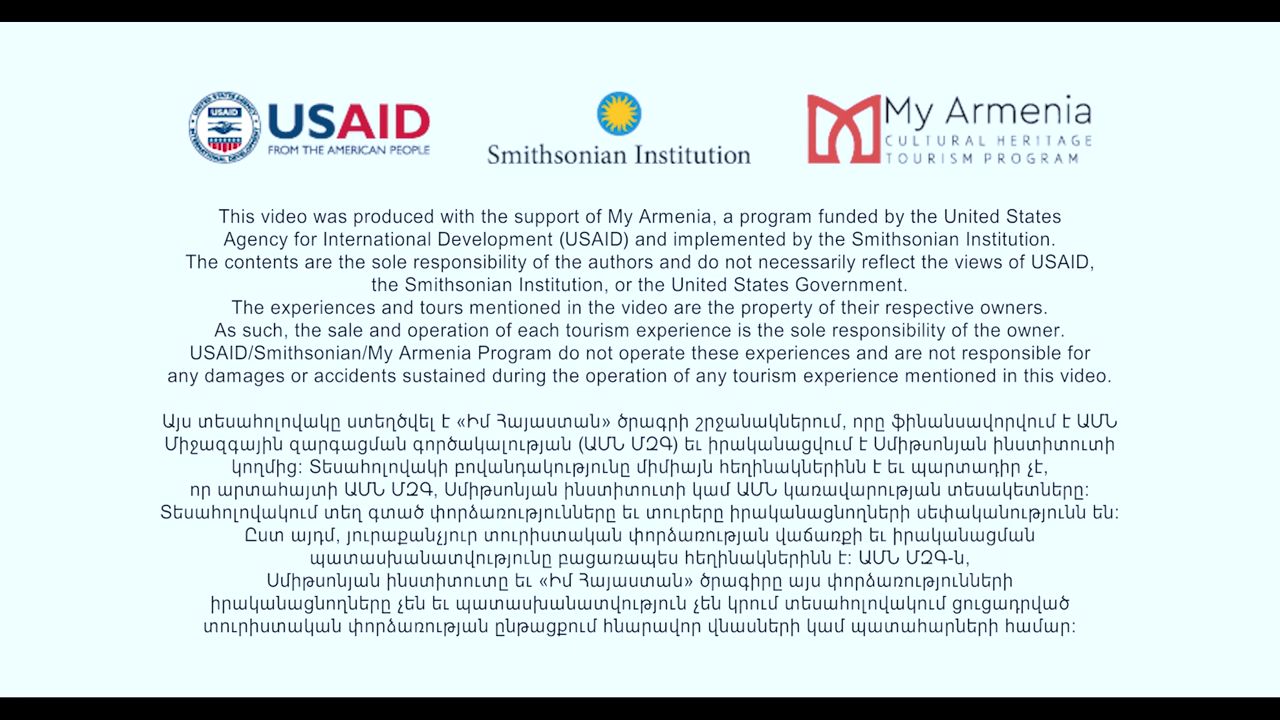 USAID
FROM THE AMERICAN PEOPLE
Smithsonian Institution
My Armenia
CULTURAL HERITAGE
TOURISM PROGRAM
This video was produced with the support of My Armenia, a program funded by the United States
Agency for International Development (USAID) and implemented by the Smithsonian Institution.
The contents are the sole responsibility of the authors and do not necessarily reflect the views of USAID,
the Smithsonian Institution, or the United States Government.
The experiences and tours mentioned in the video are the property of their respective owners.
As such, the sale and operation of each tourism experience is the sole responsibility of the owner.
USAID/Smithsonian/My Armenia Program do not operate these experiences and are not responsible for
any damages or accidents sustained during the operation of any tourism experience mentioned in this video.
Այս տեսահոլովակը ստեղծվել է «Իմ Հայաստան» ծրագրի շրջանակներում, որը ֆինանսավորվում է ԱՄՆ
Միջազգային զարգացման գործակալության (ԱՄՆ ՄԶԳ) եւ իրականացվում է Սմիթսոնյան ինստիտուտի
կողմից: Տեսահոլովակի բովանդակությունը միմիայն հեղինակներինն է եւ պարտադիր չէ,
որ արտահայտի ԱՄՆ ՄԶԳ, Սմիթսոնյան ինստիտուտի կամ ԱՄՆ կառավարության տեսակետները:
Տեսահոլովակում տեղ գտած փորձառությունները եւ տուրերը իրականացնողների սեփականությունն են:
Ըստ այդմ, յուրաքանչյուր տուրիստական փորձառության վաճառքի եւ իրականացման
պատասխանատվությունը բացառապես հեղինակներինն է: ԱՄՆ ՄԶԳ-ն,
Սմիթսոնյան ինստիտուտը եւ «Իմ Հայաստան» ծրագիրը այս փորձառությունների
իրականացնողները չեն եւ պատասխանատվություն չեն կրում տեսահոլովակում ցուցադրված
տուրիստական փորձառության ընթացքում հնարավոր վնասների կամ պատահարների համար: